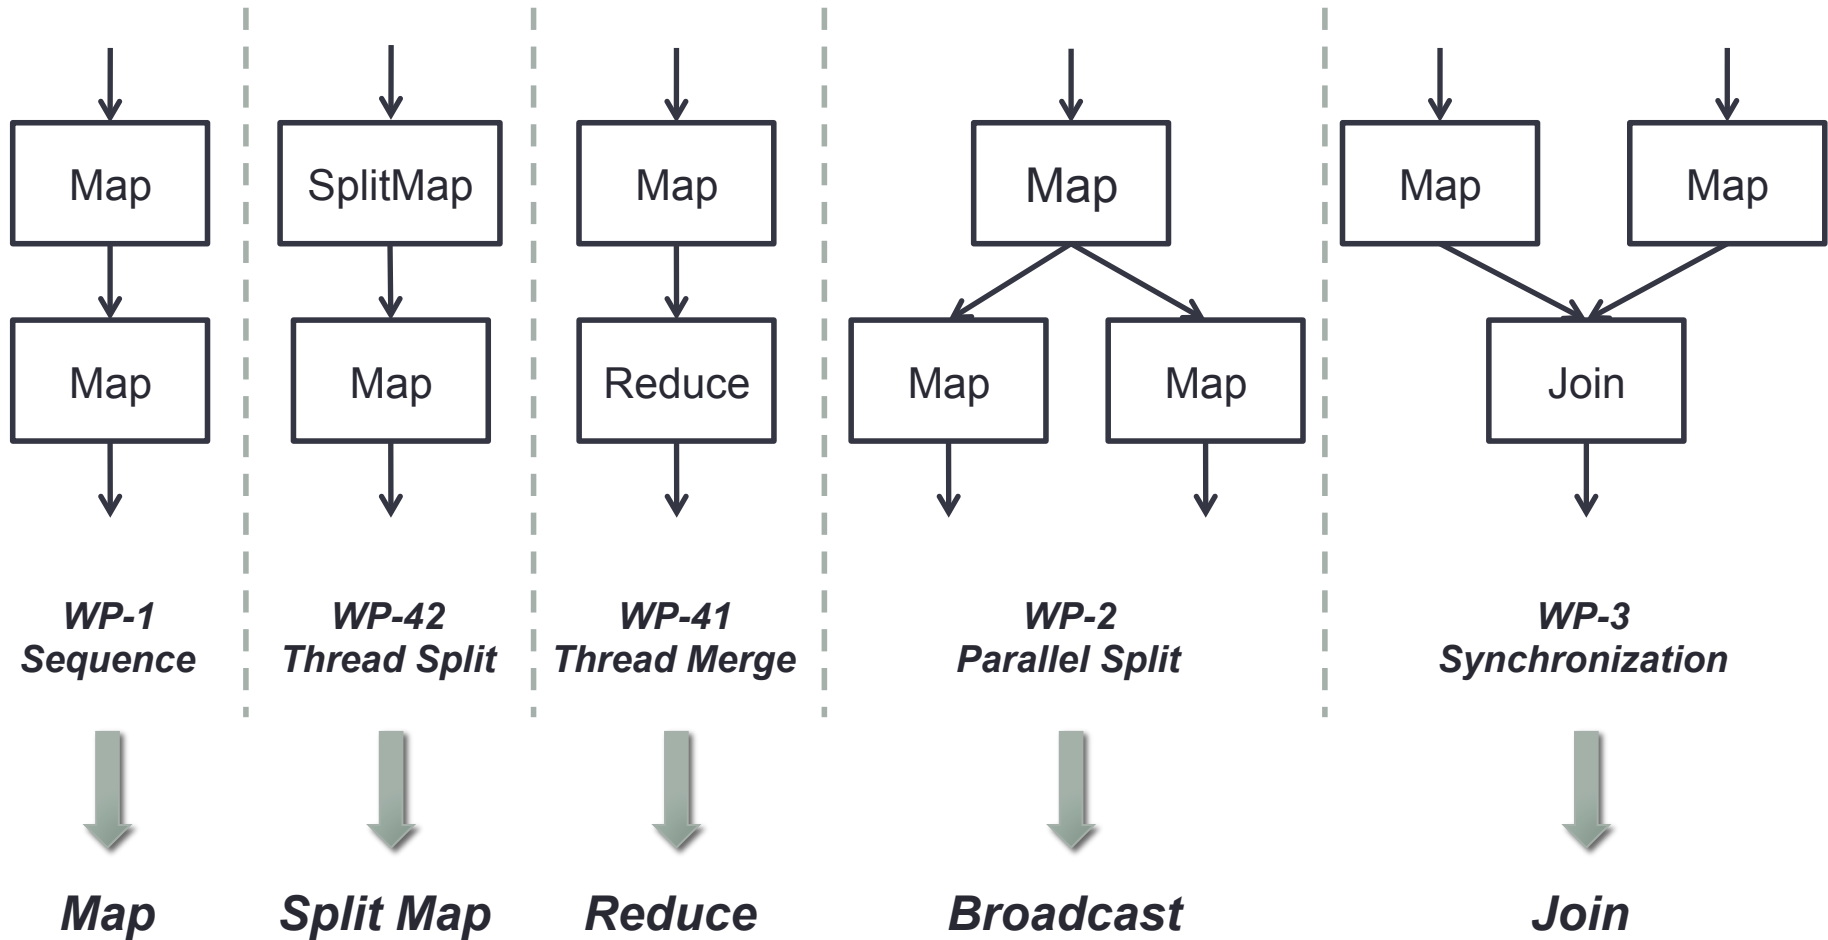 Map
SplitMap
Map
Map
Map
Map
Map
Map
Reduce
Map
Map
Join
WP-1
Sequence
WP-42
Thread Split
WP-41
Thread Merge
WP-2
Parallel Split
WP-3
Synchronization
Map
Split Map
Reduce
Broadcast
Join